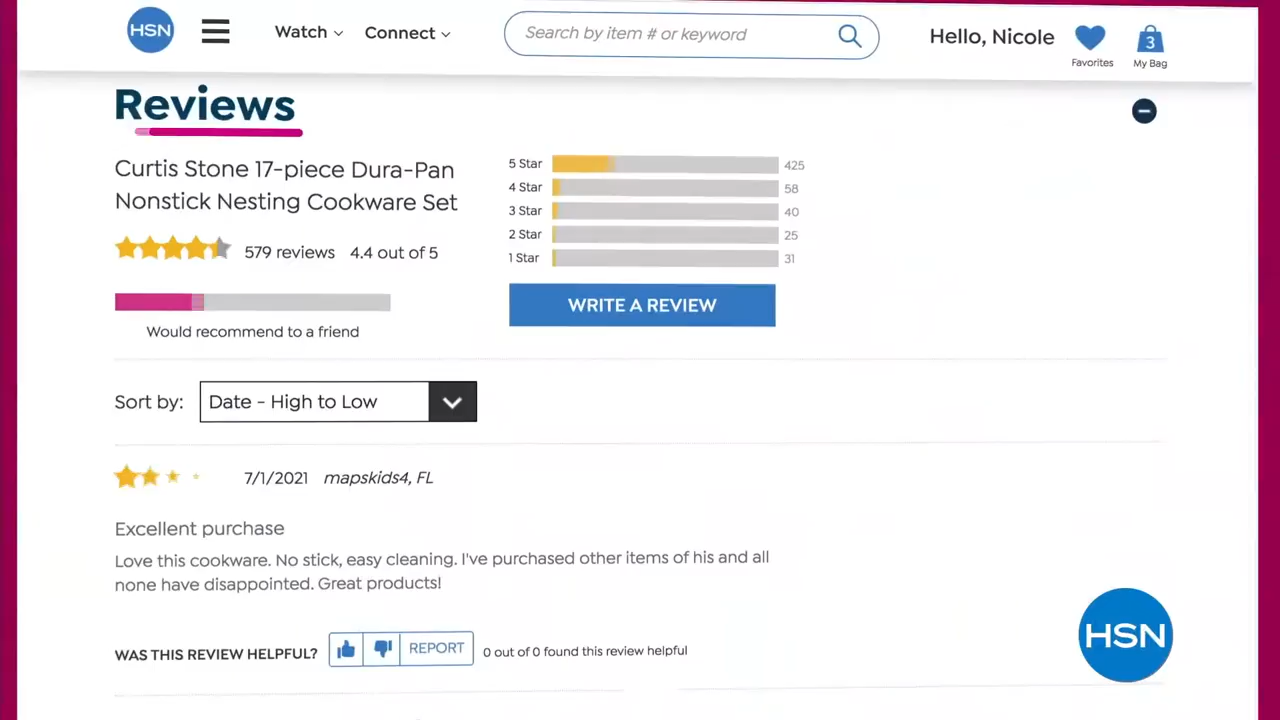 HSN
Watch
Connect
Search by item # or keyword
Hello, Nicole
Favorites
3
My Bag
Reviews
Curtis Stone 17-piece Dura-Pan
Nonstick Nesting Cookware Set
579 reviews 4.4 out of 5
Would recommend to a friend
5 Star 425
4 Star 58
3 Star 40
2 Star 25
1 Star 31
WRITE A REVIEW
Sort by: Date - High to Low
7/1/2021 mapskids4, FL
Excellent purchase
Love this cookware. No stick, easy cleaning. I've purchased other items of his and all
none have disappointed. Great products!
WAS THIS REVIEW HELPFUL? REPORT 0 out of 0 found this review helpful
HSN